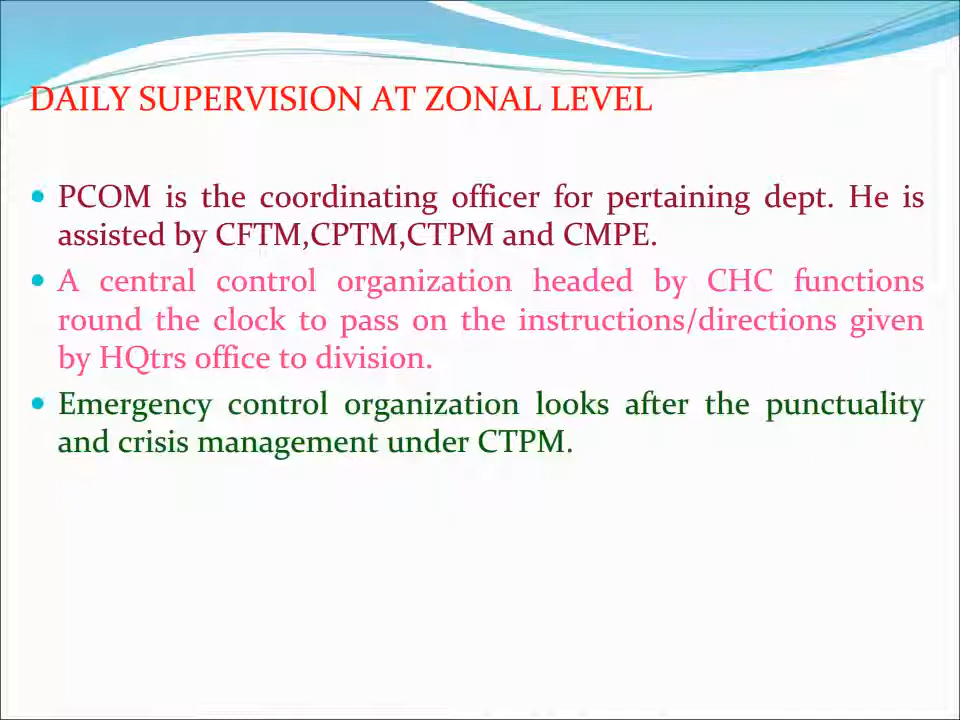 DAILY SUPERVISION AT ZONAL LEVEL
• PCOM is the coordinating officer for pertaining dept. He is
assisted by CFTM,CPTM,CTPM and CMPE.
• A central control organization headed by CHC functions
round the clock to pass on the instructions/directions given
by HQtrs office to division.
• Emergency control organization looks after the punctuality
and crisis management under CTPM.